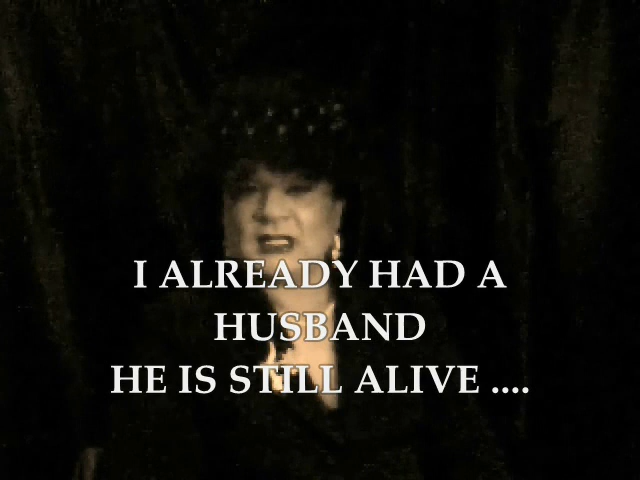 I ALREADY HAD A
HUSBAND
HE IS STILL ALIVE ....